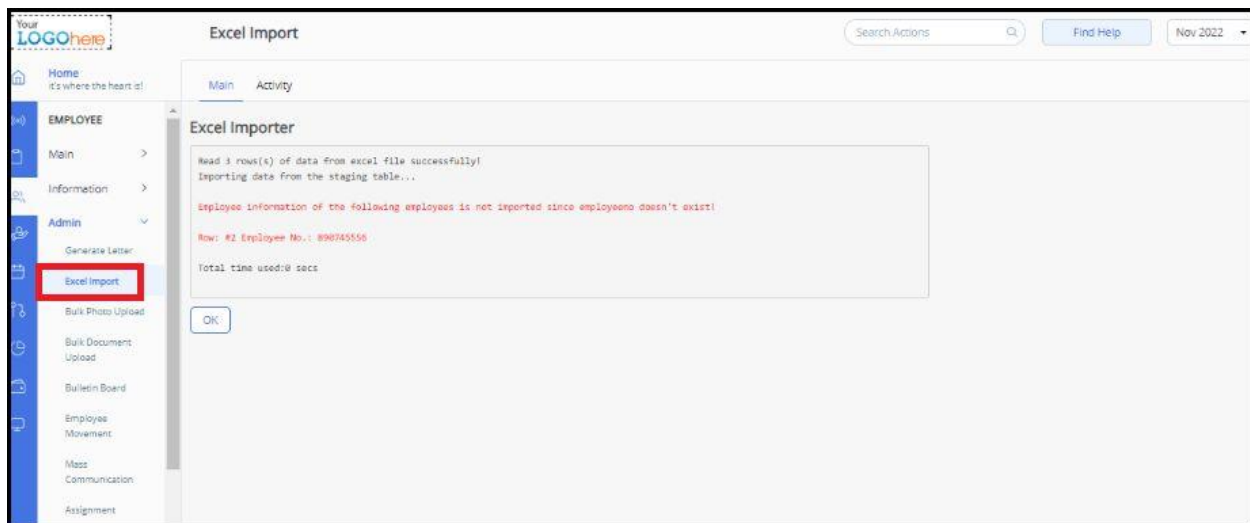 Your
LOGOhere
Excel Import
Search Actions
Find Help
Nov 2022
Home
it's where the heart is!
Main Activity
EMPLOYEE
Main
Information
Admin
Generate Letter
Excel Import
Bulk Photo Upload
Bulk Document
Upload
Bulletin Board
Employee
Movement
Mass
Communication
Assignment
Excel Importer
Read 3 rows(s) of data from excel file successfully!
Importing data from the staging table...
Employee information of the following employees is not imported since employeeno doesn't exist!
Row: #2 Employee No.: 890745556
Total time used:0 secs
OK